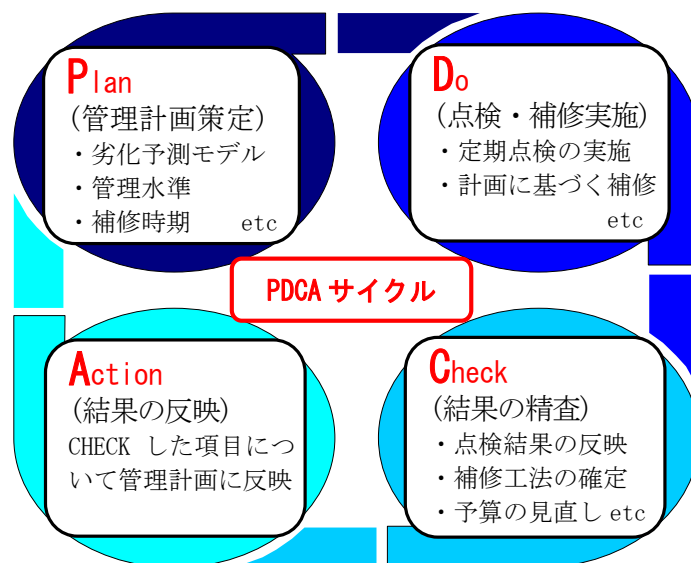 Plan
(管理計画策定)
・劣化予測モデル
・管理水準
・補修時期 etc
Do
(点検・補修実施)
・定期点検の実施
・計画に基づく補修
etc
PDCA サイクル
Action
(結果の反映)
CHECK した項目につ
いて管理計画に反映
Check
(結果の精査)
・点検結果の反映
・補修工法の確定
・予算の見直し etc